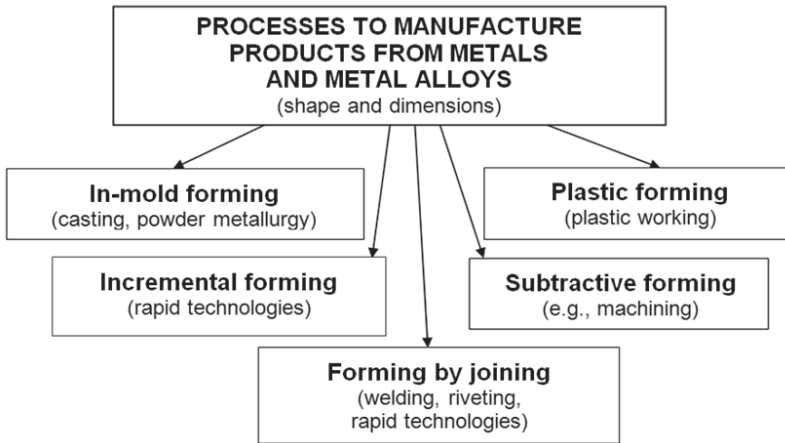 PROCESSES TO MANUFACTURE
PRODUCTS FROM METALS
AND METAL ALLOYS
(shape and dimensions)
In-mold forming
(casting, powder metallurgy)
Plastic forming
(plastic working)
Incremental forming
(rapid technologies)
Subtractive forming
(e.g., machining)
Forming by joining
(welding, riveting,
rapid technologies)